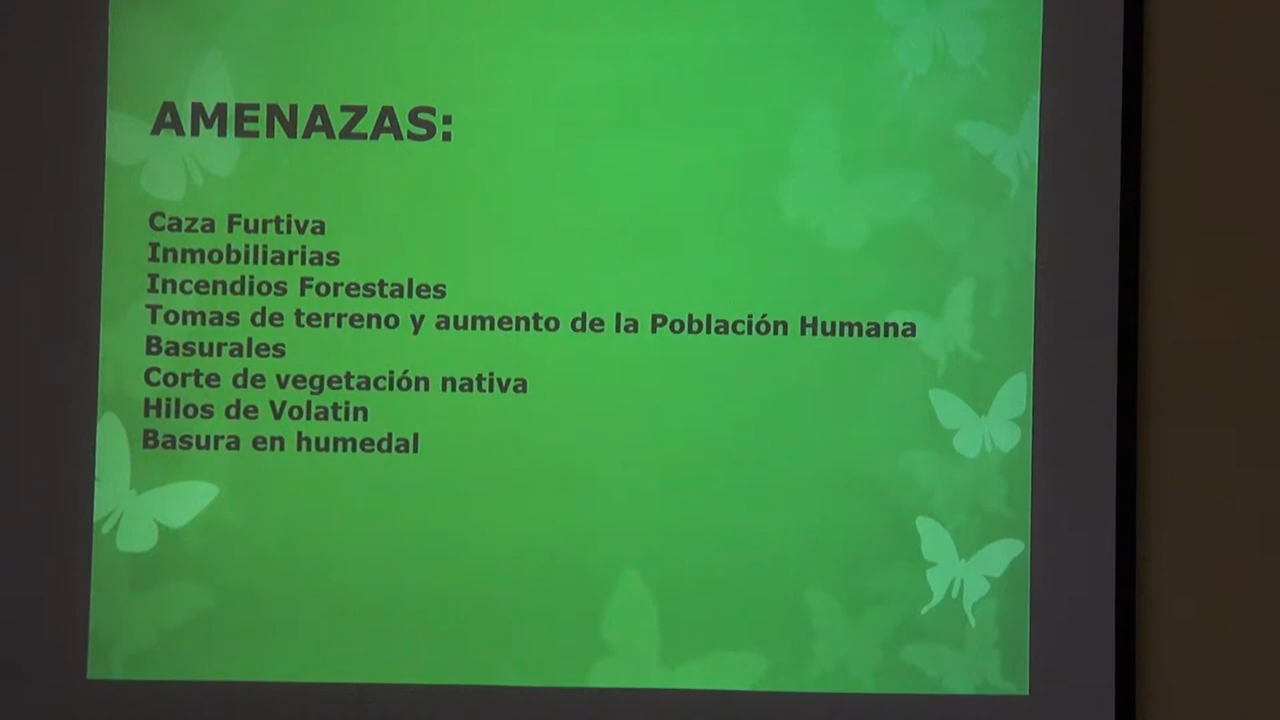 AMENAZAS:
Caza Furtiva
Inmobiliarias
Incendios Forestales
Tomas de terreno y aumento de la Población Humana
Basurales
Corte de vegetación nativa
Hilos de Volatin
Basura en humedal